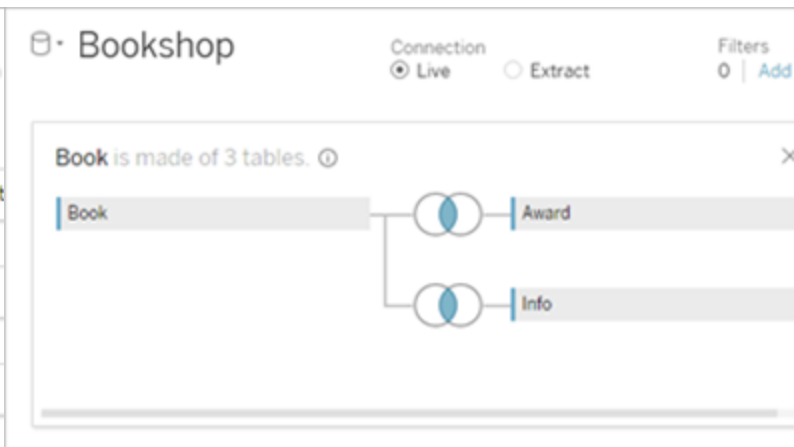 Bookshop
Connection
Live Extract
Filters
0 Add
Book is made of 3 tables.
Book
Award
Info